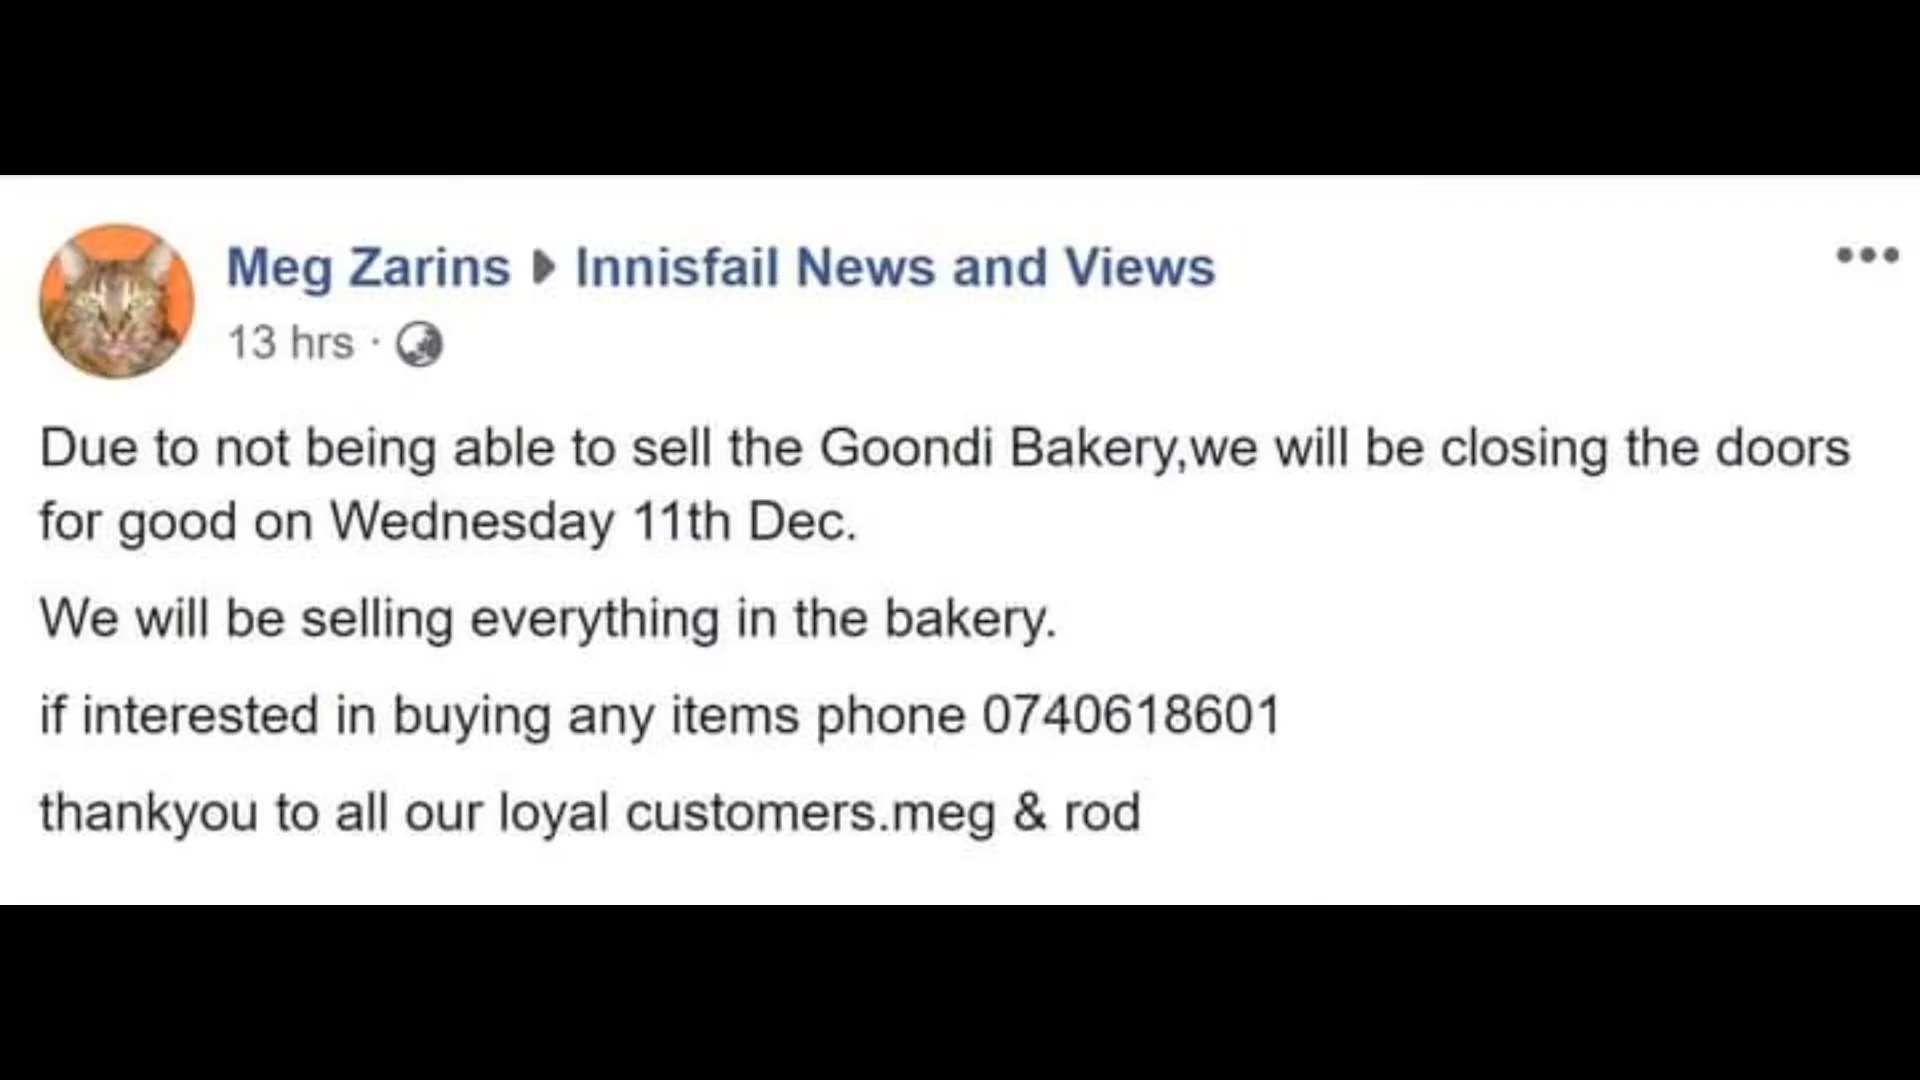 Meg Zarins ▶ Innisfail News and Views
13 hrs ·
Due to not being able to sell the Goondi Bakery,we will be closing the doors
for good on Wednesday 11th Dec.
We will be selling everything in the bakery.
if interested in buying any items phone 0740618601
thankyou to all our loyal customers.meg & rod